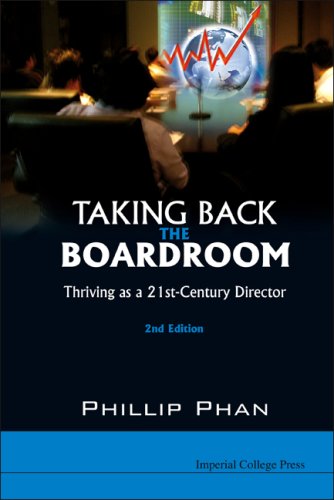 TAKING BACK
THE
BOARDROOM
Thriving as a 21st-Century Director
2nd Edition
PHILLIP PHAN
Imperial College Press